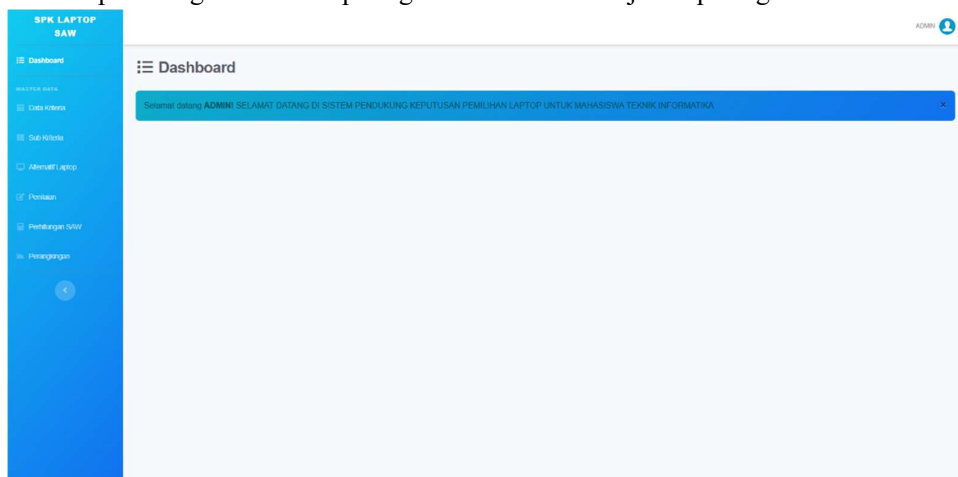 SPK LAPTOP
SAW
ADMIN
Dashboard
Dashboard
MASTER DATA
Selamat datang ADMIN! SELAMAT DATANG DI SISTEM PENDUKUNG KEPUTUSAN PEMILIHAN LAPTOP UNTUK MAHASISWA TEKNIK INFORMATIKA
×
Data Kriteria
Sub Kriteria
Alternatif Laptop
Penilaian
Perhitungan SAW
Perangkingan